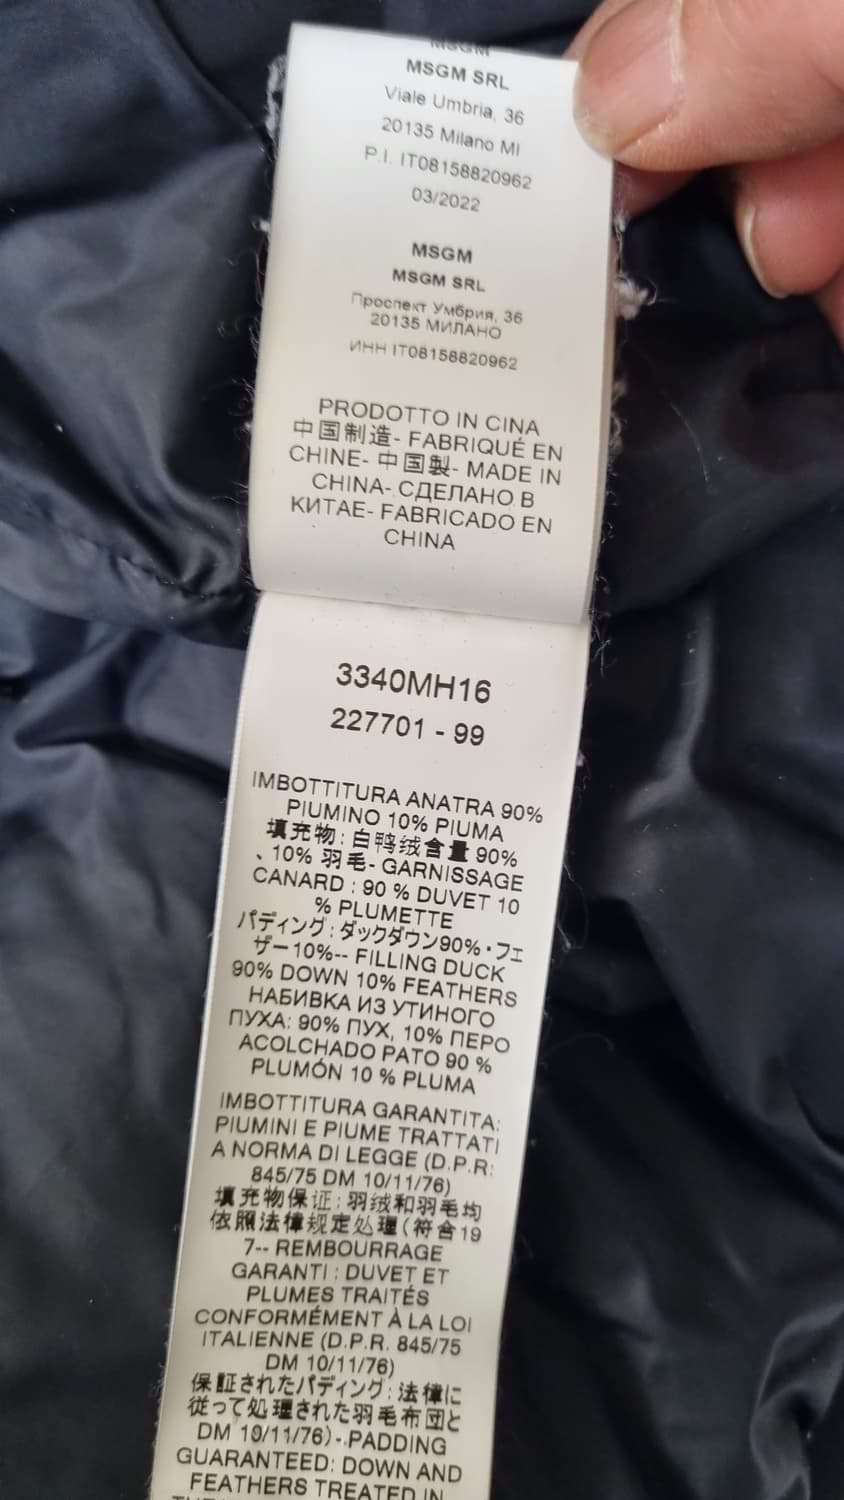 MSGM
MSGM SRL
Viale Umbria, 36
20135 Milano MI
P.I. IT08158820962
03/2022
MSGM
MSGM SRL
Проспект Умбрия, 36
20135 МИЛАНО
ИНН IT08158820962
PRODOTTO IN CINA
中国制造- FABRIQUÉ EN
CHINE- 中国製- MADE IN
CHINA- СДЕЛАНО В
КИТАЕ- FABRICADO EN
CHINA
3340MH16
227701 - 99
IMBOTTITURA ANATRA 90%
PIUMINO 10% PIUMA
填充物：白鸭绒含量 90%
、10% 羽毛- GARNISSAGE
CANARD : 90 % DUVET 10
% PLUMETTE
パディング：ダックダウン90%・フェ
ザー10%-- FILLING DUCK
90% DOWN 10% FEATHERS
НАБИВКА ИЗ УТИНОГО
ПУХА: 90% ПУХ, 10% ПЕРО
ACOLCHADO PATO 90 %
PLUMÓN 10 % PLUMA
IMBOTTITURA GARANTITA:
PIUMINI E PIUME TRATTATI
A NORMA DI LEGGE (D.P.R:
845/75 DM 10/11/76)
填充物保证：羽绒和羽毛均
依照法律规定处理（符合19
7-- REMBOURRAGE
GARANTI : DUVET ET
PLUMES TRAITÉS
CONFORMÉMENT À LA LOI
ITALIENNE (D.P.R. 845/75
DM 10/11/76)
保証されたパディング：法律に
従って処理された羽毛布団と
DM 10/11/76)- PADDING
GUARANTEED: DOWN AND
FEATHERS TREATED IN